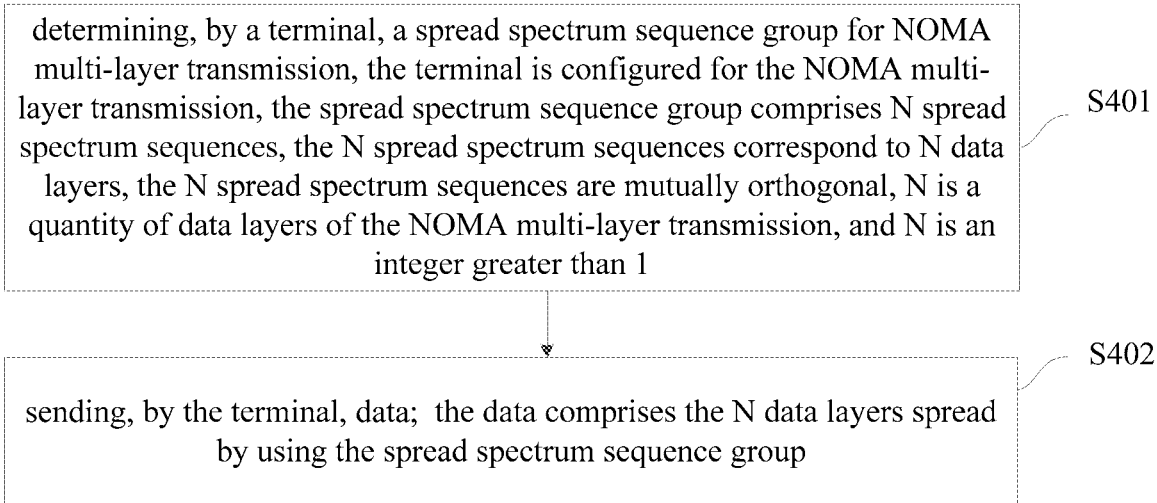 determining, by a terminal, a spread spectrum sequence group for NOMA
multi-layer transmission, the terminal is configured for the NOMA multi-
layer transmission, the spread spectrum sequence group comprises N spread
spectrum sequences, the N spread spectrum sequences correspond to N data
layers, the N spread spectrum sequences are mutually orthogonal, N is a
quantity of data layers of the NOMA multi-layer transmission, and N is an
integer greater than 1
S401
sending, by the terminal, data; the data comprises the N data layers spread
by using the spread spectrum sequence group
S402